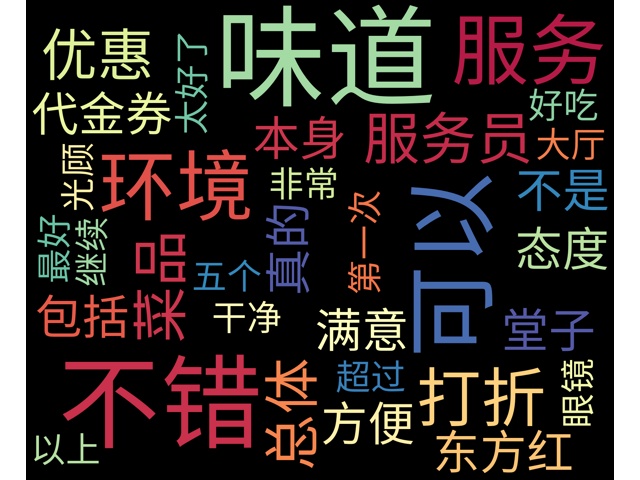 优惠
太好了
味道
服务
代金券
好吃
本身
服务员
大厅
光顾
环境
非常
不是
最好
继续
菜品
五个
真的
第一次
可以
态度
包括
干净
满意
堂子
不错
总体
超过
方便
打折
眼镜
以上
东方红